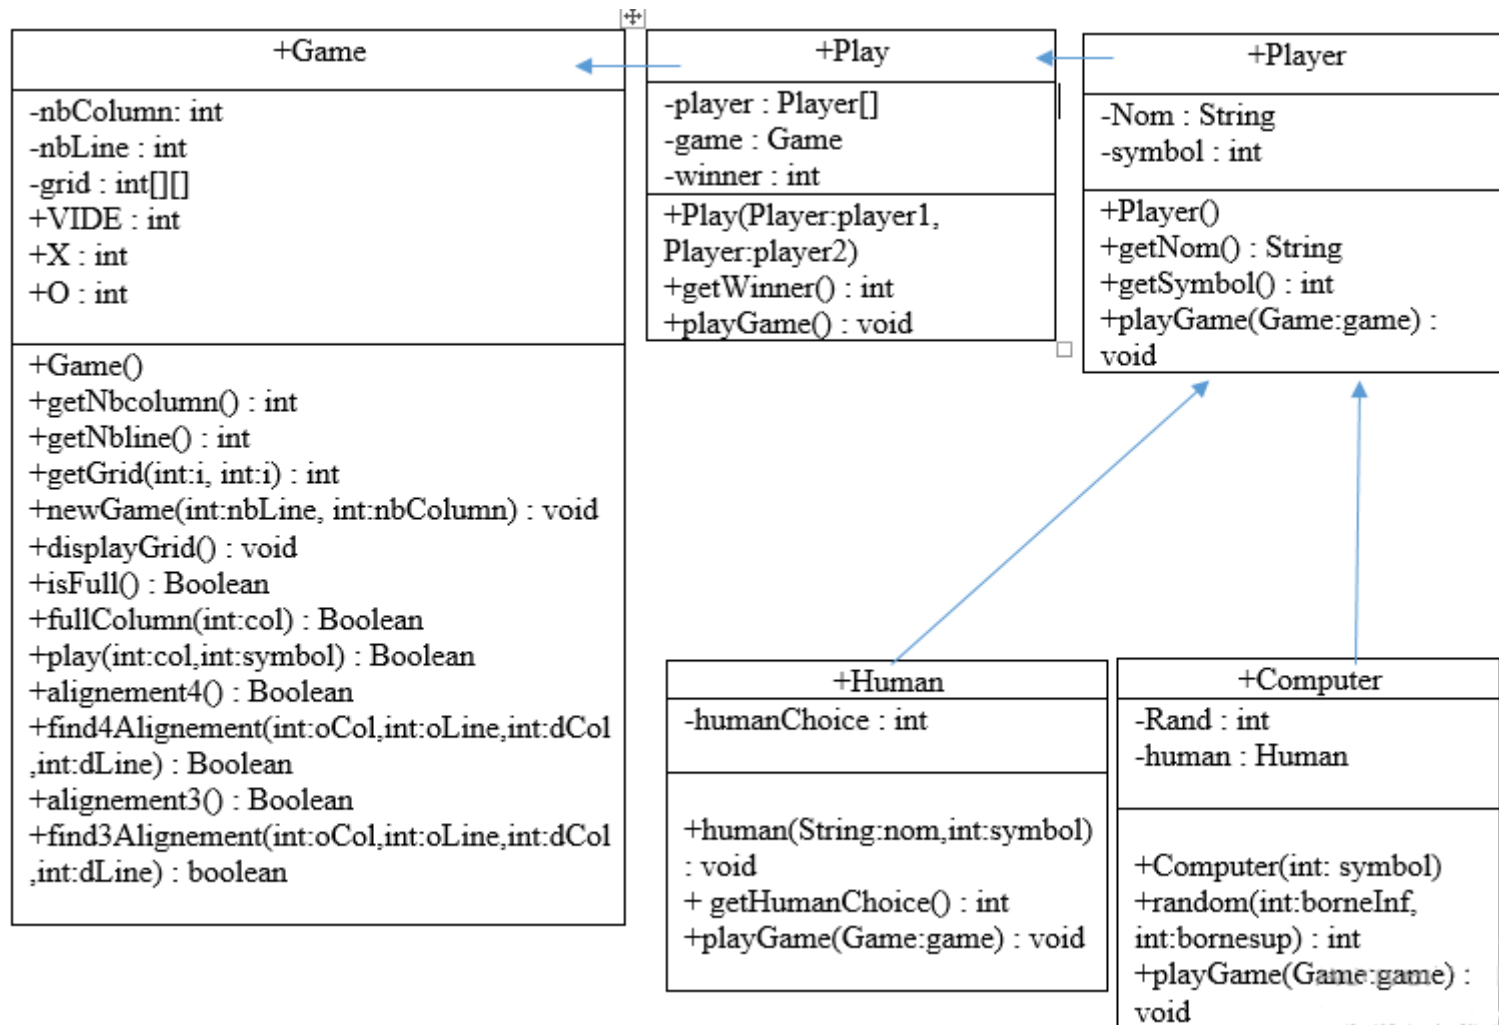 +Game
-nbColumn: int
-nbLine : int
-grid : int[][]
+VIDE : int
+X : int
+O : int
+Game()
+getNbcolumn() : int
+getNbline() : int
+getGrid(int:i, int:i) : int
+newGame(int:nbLine, int:nbColumn) : void
+displayGrid() : void
+isFull() : Boolean
+fullColumn(int:col) : Boolean
+play(int:col,int:symbol) : Boolean
+alignement4() : Boolean
+find4Alignement(int:oCol,int:oLine,int:dCol
,int:dLine) : Boolean
+alignement3() : Boolean
+find3Alignement(int:oCol,int:oLine,int:dCol
,int:dLine) : boolean
+Play
-player : Player[]
-game : Game
-winner : int
+Play(Player:player1,
Player:player2)
+getWinner() : int
+playGame() : void
+Player
-Nom : String
-symbol : int
+Player()
+getNom() : String
+getSymbol() : int
+playGame(Game:game) :
void
+Human
-humanChoice : int
+human(String:nom,int:symbol)
: void
+ getHumanChoice() : int
+playGame(Game:game) : void
+Computer
-Rand : int
-human : Human
+Computer(int: symbol)
+random(int:borneInf,
int:bornesup) : int
+playGame(Game:game) :
void